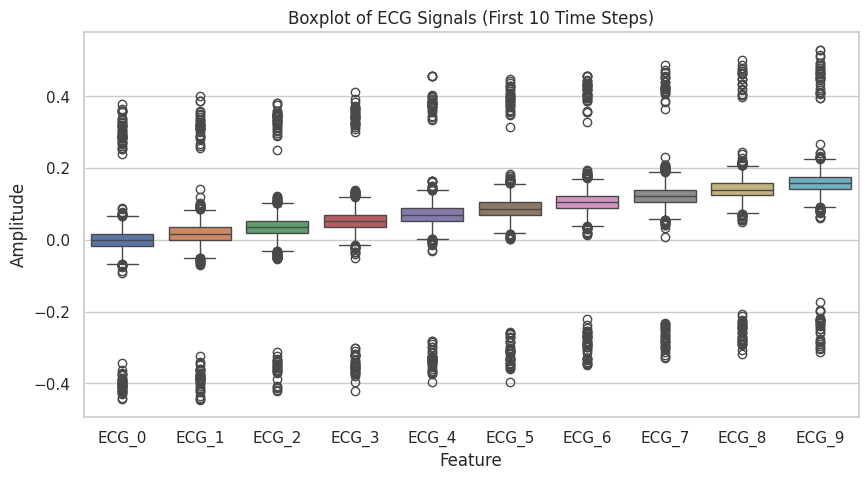 Boxplot of ECG Signals (First 10 Time Steps)
Amplitude
0.4
0.2
0.0
−0.2
−0.4
ECG_0 ECG_1 ECG_2 ECG_3 ECG_4 ECG_5 ECG_6 ECG_7 ECG_8 ECG_9
Feature